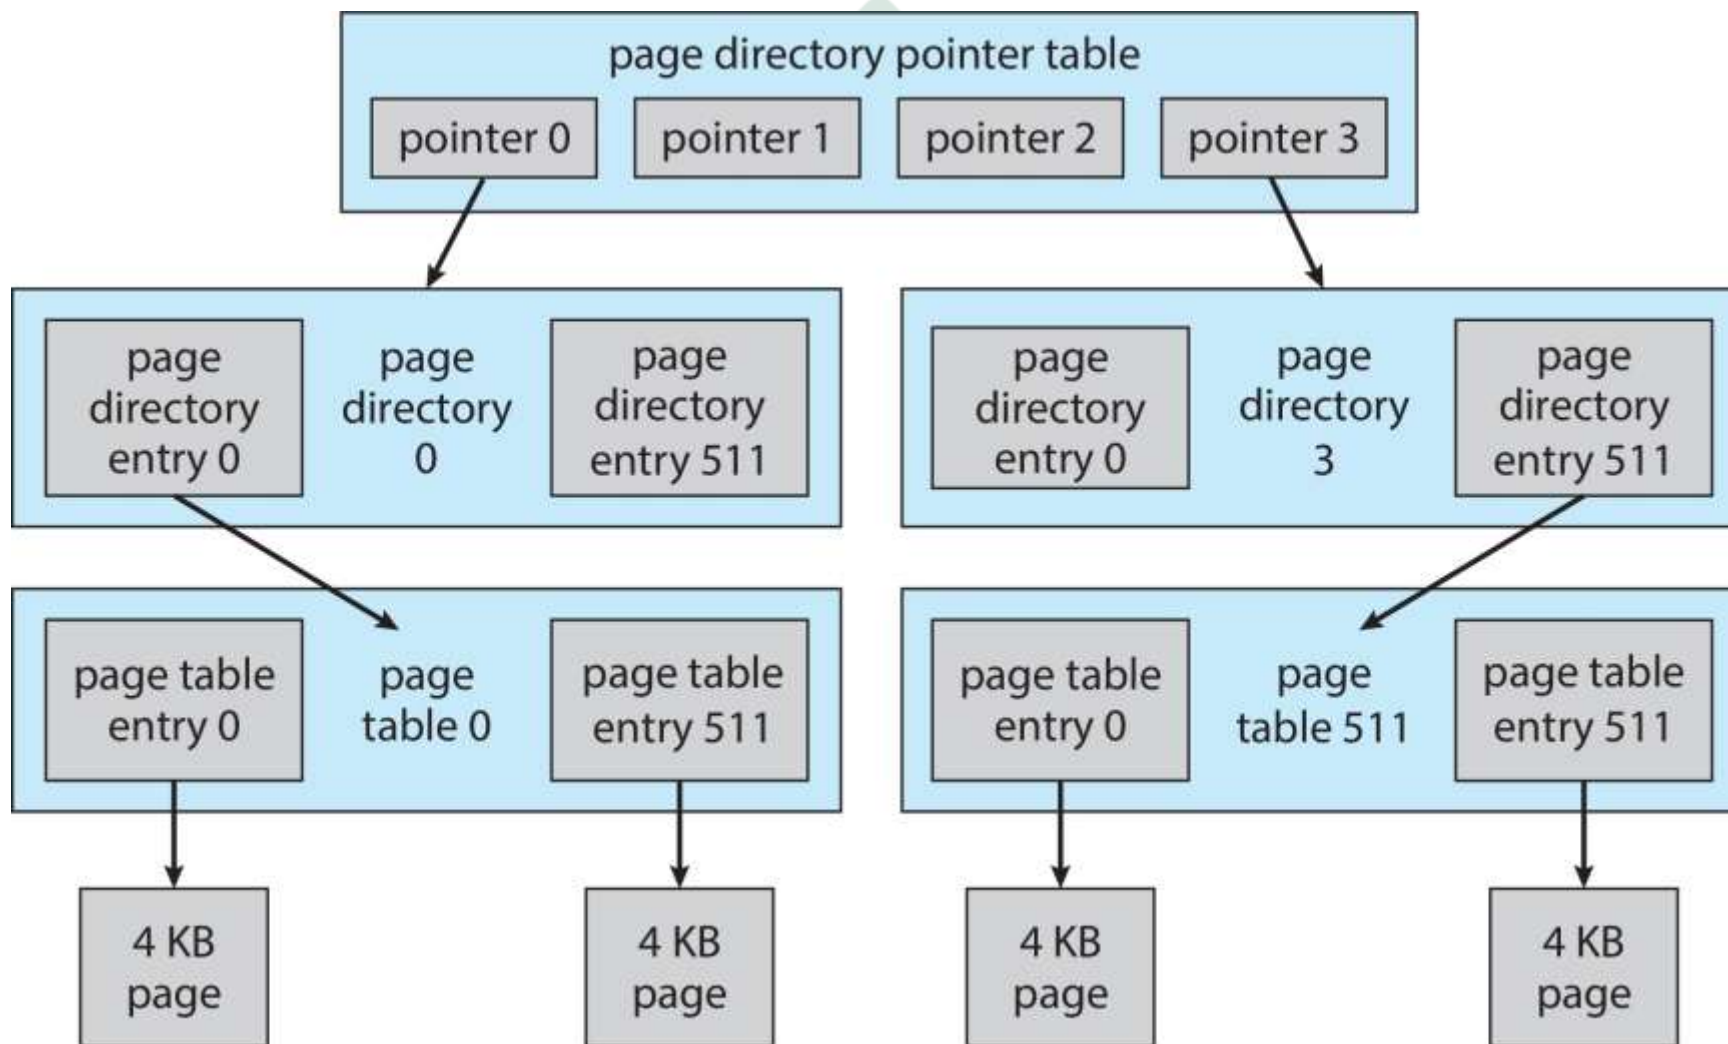 page directory pointer table
pointer 0
pointer 1
pointer 2
pointer 3
page
directory
entry 0
page
directory
0
page
directory
entry 511
page
directory
entry 0
page
directory
3
page
directory
entry 511
page table
entry 0
page
table 0
page table
entry 511
page table
entry 0
page
table 511
page table
entry 511
4 KB
page
4 KB
page
4 KB
page
4 KB
page